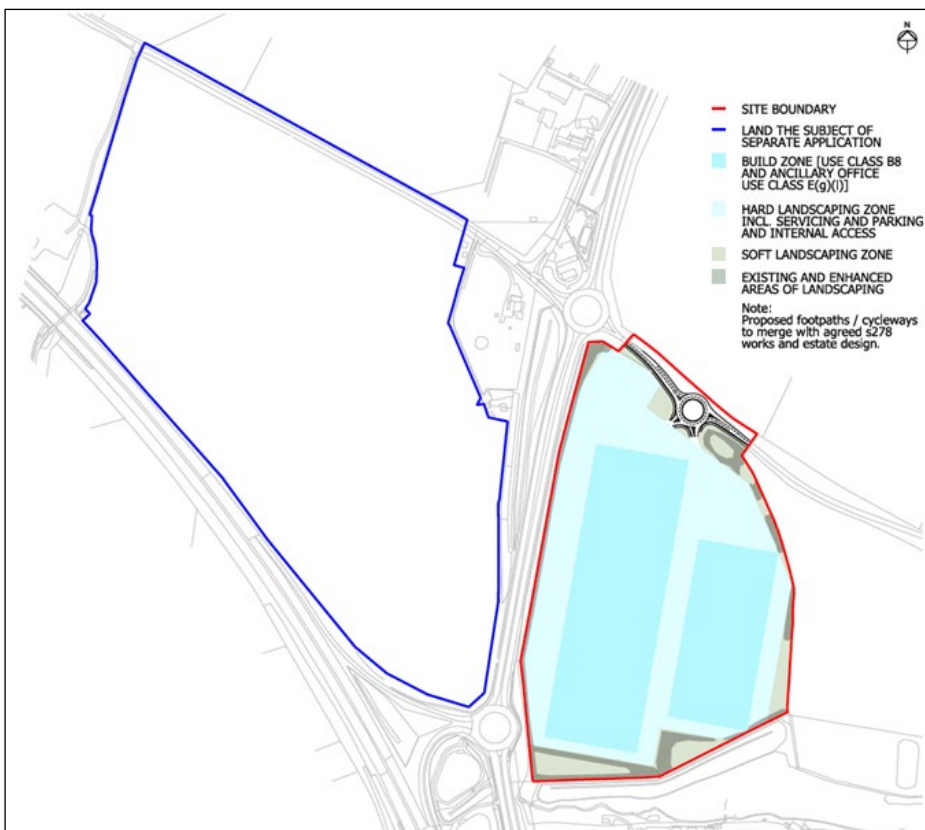 N
SITE BOUNDARY
LAND THE SUBJECT OF
SEPARATE APPLICATION
BUILD ZONE [USE CLASS B8
AND ANCILLARY OFFICE
USE CLASS E(g)(i)]
HARD LANDSCAPING ZONE
INCL. SERVICING AND PARKING
AND INTERNAL ACCESS
SOFT LANDSCAPING ZONE
EXISTING AND ENHANCED
AREAS OF LANDSCAPING
Note:
Proposed footpaths / cycleways
to merge with agreed s278
works and estate design.